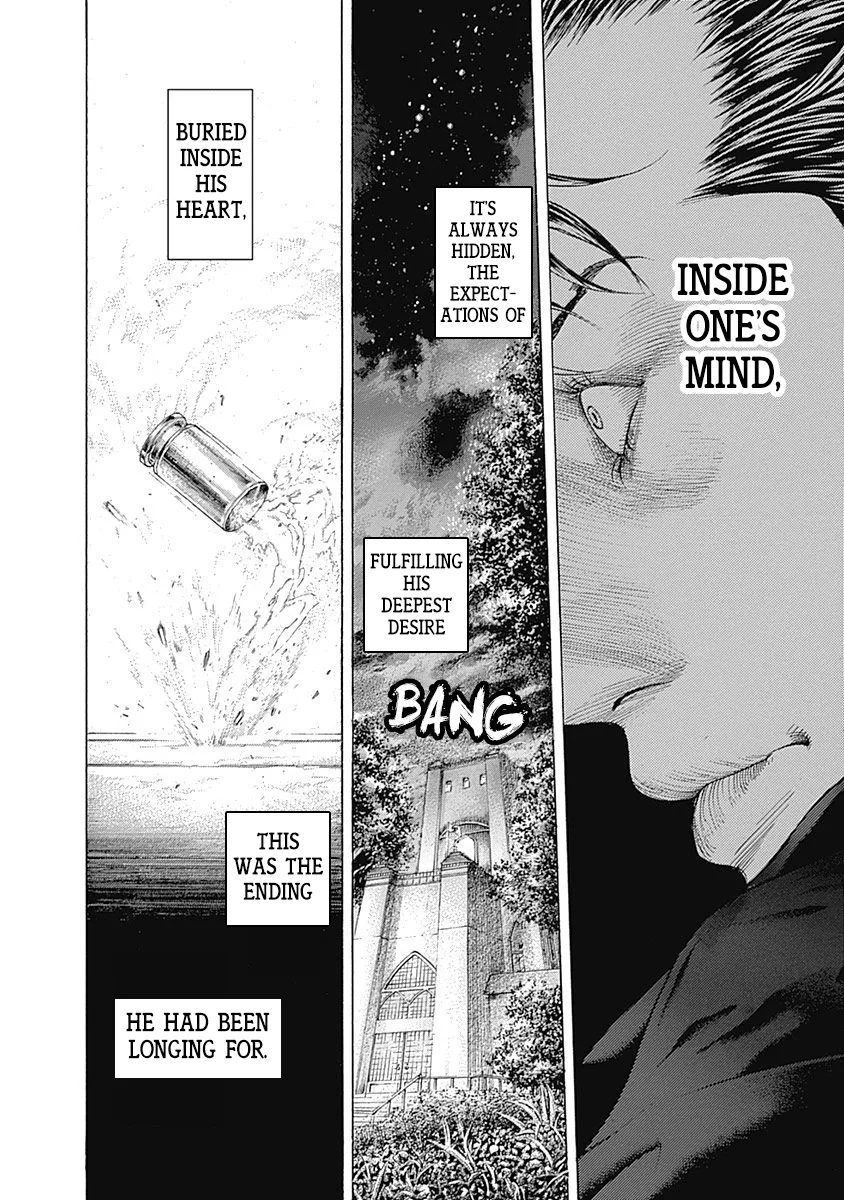 INSIDE
ONE'S
MIND,
IT'S
ALWAYS
HIDDEN,
THE
EXPECT-
ATIONS OF
FULFILLING
HIS
DEEPEST
DESIRE
BANG
BURIED
INSIDE
HIS
HEART,
THIS
WAS THE
ENDING
HE HAD BEEN
LONGING FOR.